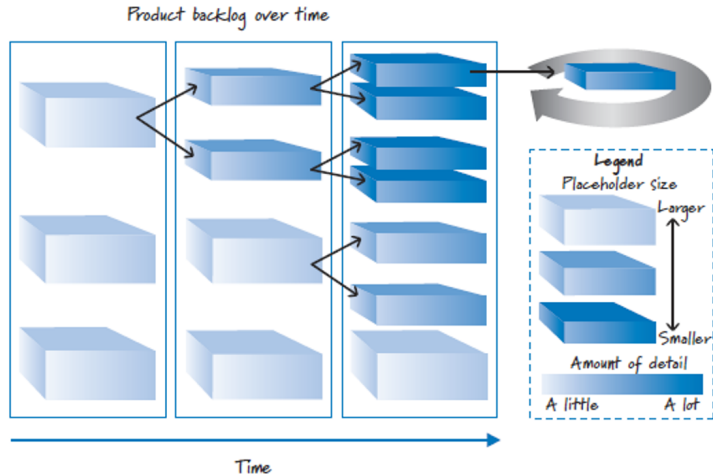 Product backlog over time
Legend
Placeholder size
Larger
Smaller
Amount of detail
A little
A lot
Time